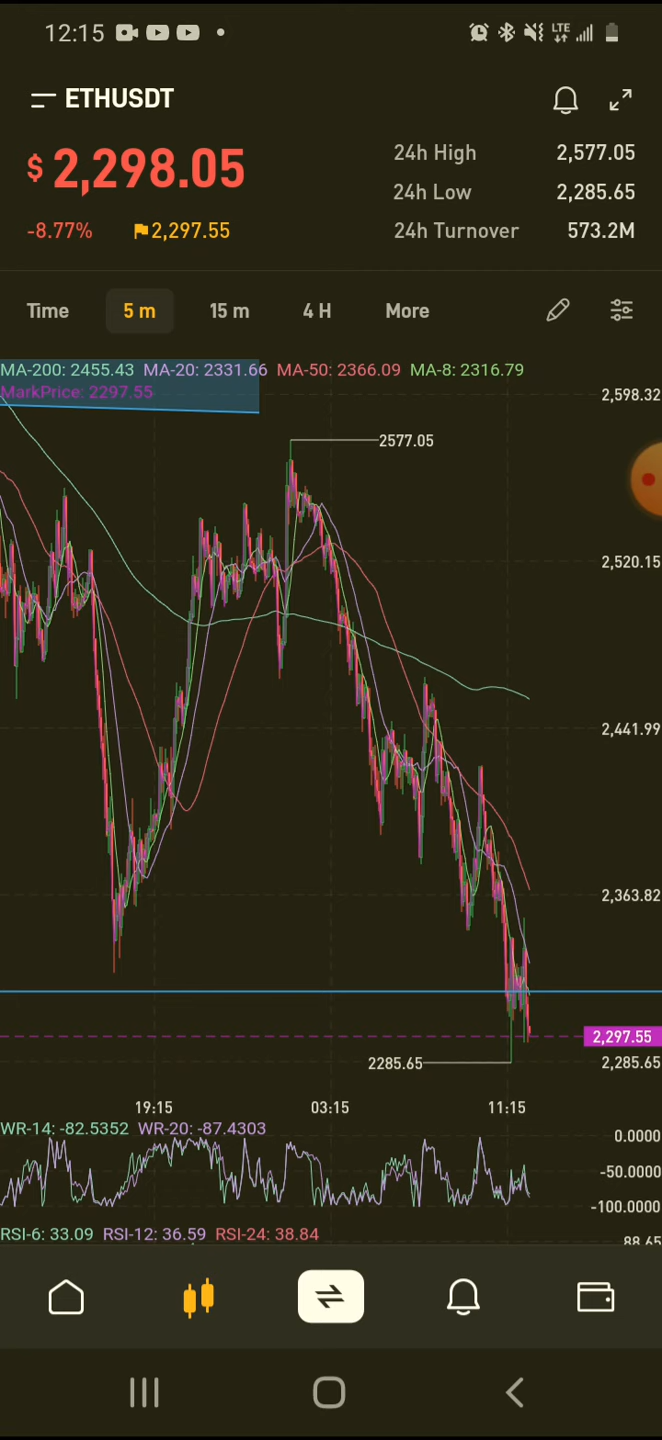 12:15 LTE
ETHUSDT
$ 2,298.05
-8.77% 2,297.55
24h High 2,577.05
24h Low 2,285.65
24h Turnover 573.2M
Time 5 m 15 m 4 H More
MA-200: 2455.43 MA-20: 2331.66 MA-50: 2366.09 MA-8: 2316.79
MarkPrice: 2297.55
2,598.32
2577.05
2,520.15
2,441.99
2,363.82
2,297.55
2285.65 2,285.65
19:15 03:15 11:15
WR-14: -82.5352 WR-20: -87.4303
0.0000
-50.0000
-100.0000
RSI-6: 33.09 RSI-12: 36.59 RSI-24: 38.84
88.65